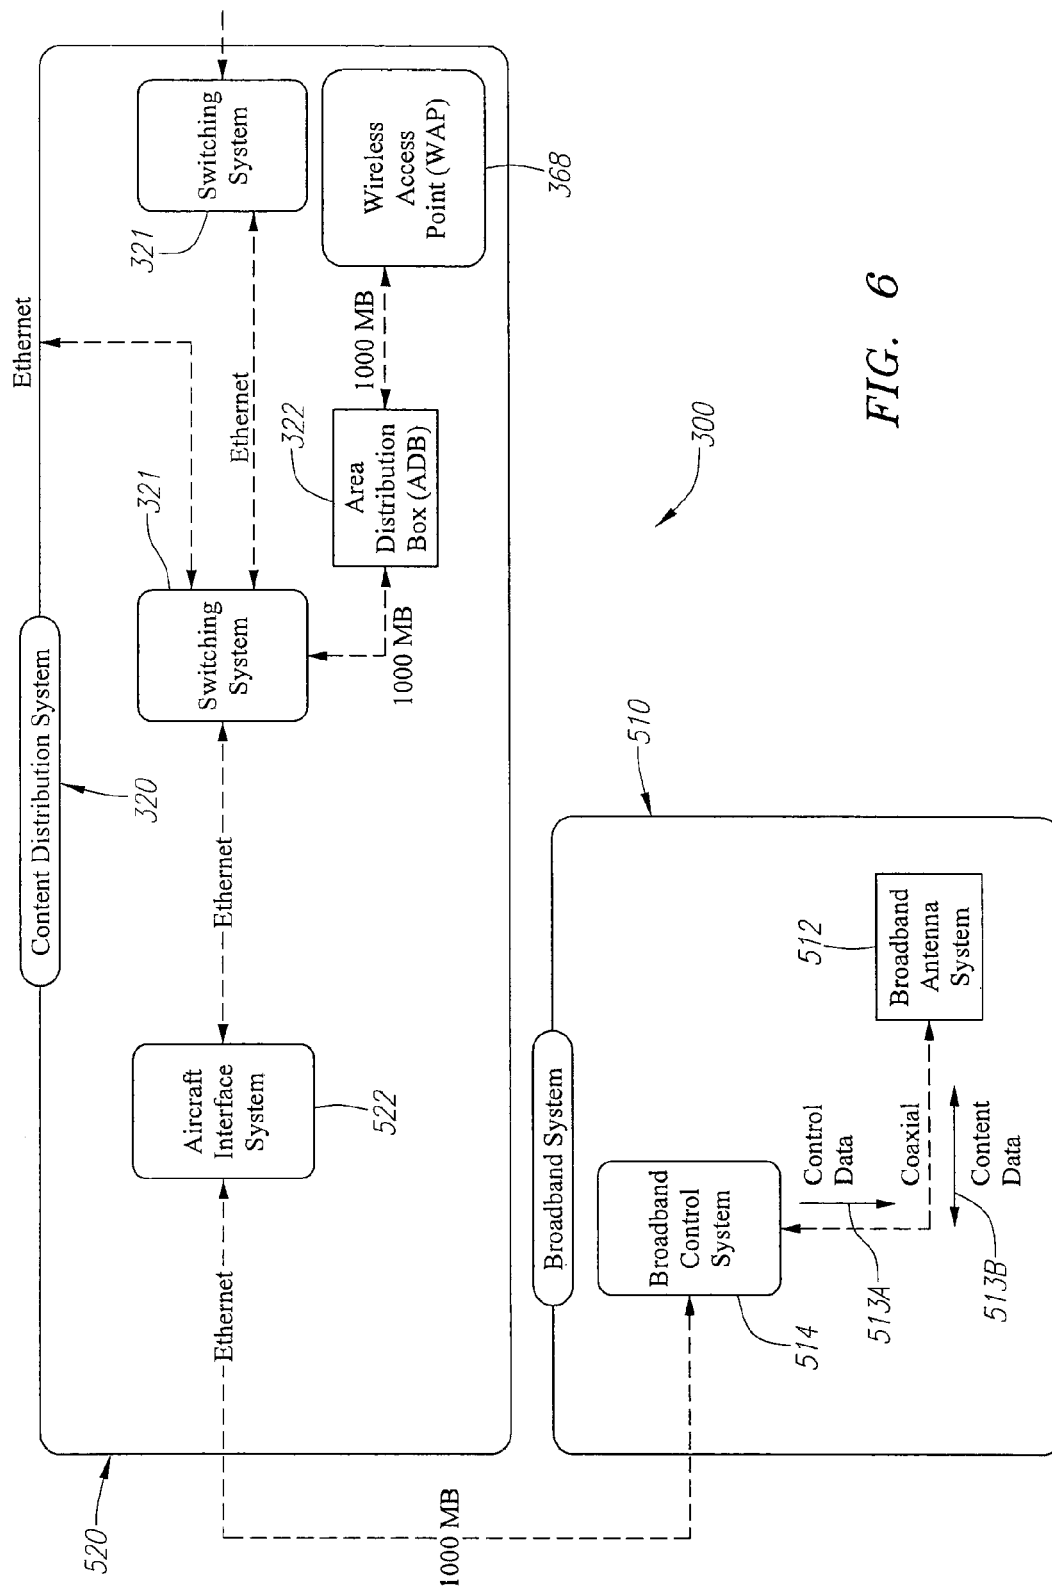 Content Distribution System
320
520
Ethernet
Aircraft
Interface
System
522
Ethernet
Switching
System
321
Ethernet
Ethernet
Switching
System
321
1000 MB
Area
Distribution
Box (ADB)
322
1000 MB
Wireless
Access
Point (WAP)
368
1000 MB
Broadband System
510
Broadband
Control
System
514
Control
Data
513A
Coaxial
Content
Data
513B
Broadband
Antenna
System
512
300
FIG. 6